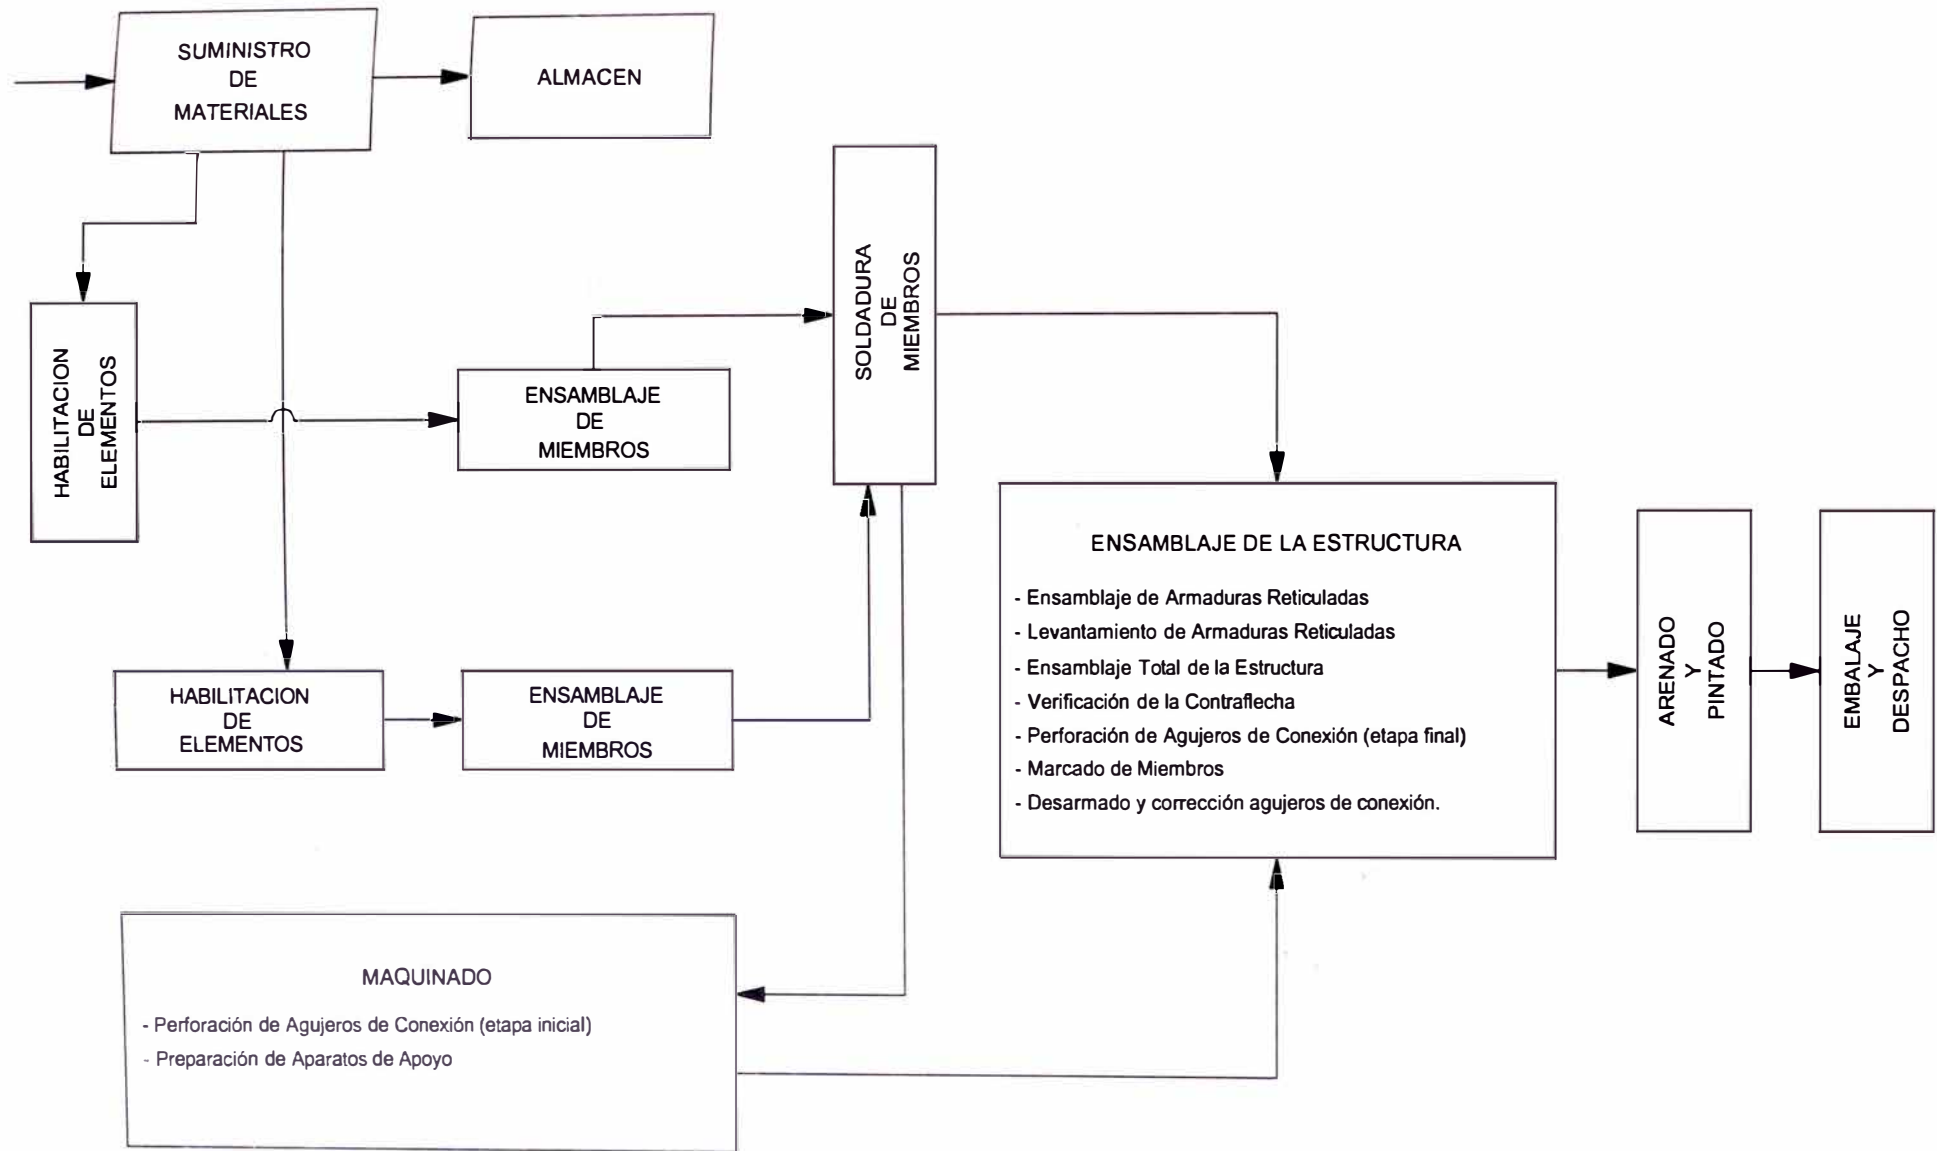 SUMINISTRO
DE
MATERIALES
ALMACEN
SOLDADURA
DE
MIEMBROS
HABILITACION
DE
ELEMENTOS
ENSAMBLAJE
DE
MIEMBROS
HABILITACION
DE
ELEMENTOS
ENSAMBLAJE
DE
MIEMBROS
ENSAMBLAJE DE LA ESTRUCTURA
- Ensamblaje de Armaduras Reticuladas
- Levantamiento de Armaduras Reticuladas
- Ensamblaje Total de la Estructura
- Verificación de la Contraflecha
- Perforación de Agujeros de Conexión (etapa final)
- Marcado de Miembros
- Desarmado y corrección agujeros de conexión.
ARENADO
Y
PINTADO
EMBALAJE
Y
DESPACHO
MAQUINADO
- Perforación de Agujeros de Conexión (etapa inicial)
- Preparación de Aparatos de Apoyo